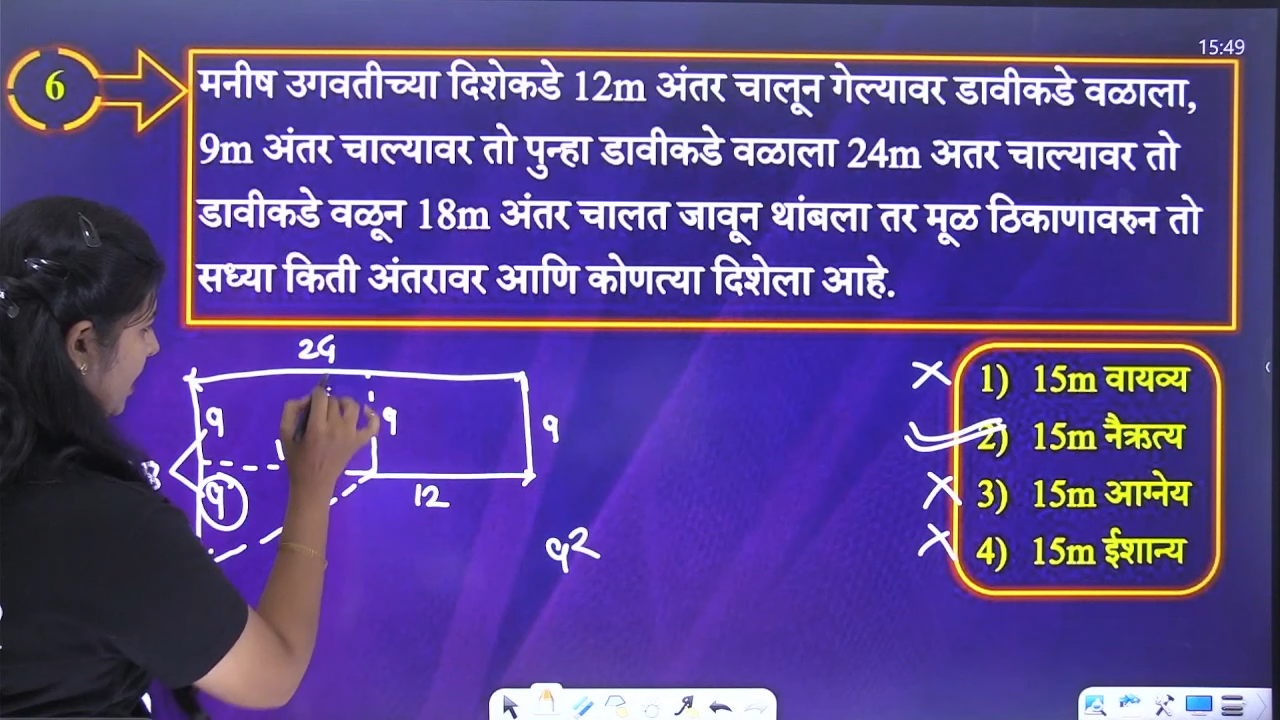 15:49
6
मनीष उगवतीच्या दिशेकडे 12m अंतर चालून गेल्यावर डावीकडे वळाला,
9m अंतर चाल्यावर तो पुन्हा डावीकडे वळाला 24m अतर चाल्यावर तो
डावीकडे वळून 18m अंतर चालत जावून थांबला तर मूळ ठिकाणावरुन तो
सध्या किती अंतरावर आणि कोणत्या दिशेला आहे.
24
9 9 9
9
12
92
1) 15m वायव्य
2) 15m नैऋत्य
3) 15m आग्नेय
4) 15m ईशान्य